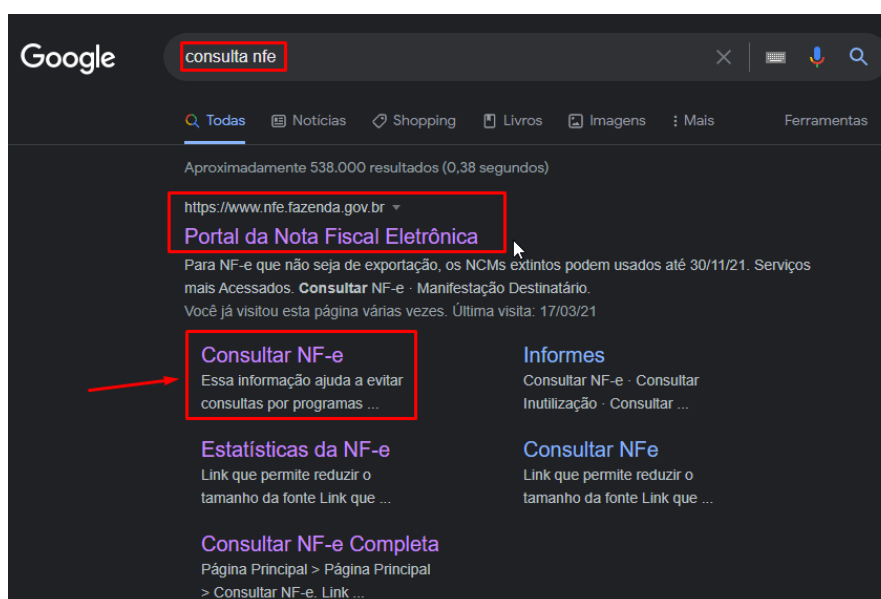 Google
consulta nfe
Todas Notícias Shopping Livros Imagens Mais Ferramentas
Aproximadamente 538.000 resultados (0,38 segundos)
https://www.nfe.fazenda.gov.br
Portal da Nota Fiscal Eletrônica
Para NF-e que não seja de exportação, os NCMs extintos podem usados até 30/11/21. Serviços
mais Acessados. Consultar NF-e · Manifestação Destinatário.
Você já visitou esta página várias vezes. Última visita: 17/03/21
Consultar NF-e
Essa informação ajuda a evitar
consultas por programas ...
Informes
Consultar NF-e · Consultar
Inutilização · Consultar ...
Estatísticas da NF-e
Link que permite reduzir o
tamanho da fonte Link que ...
Consultar NFe
Link que permite reduzir o
tamanho da fonte Link que ...
Consultar NF-e Completa
Página Principal > Página Principal
> Consultar NF-e. Link ...